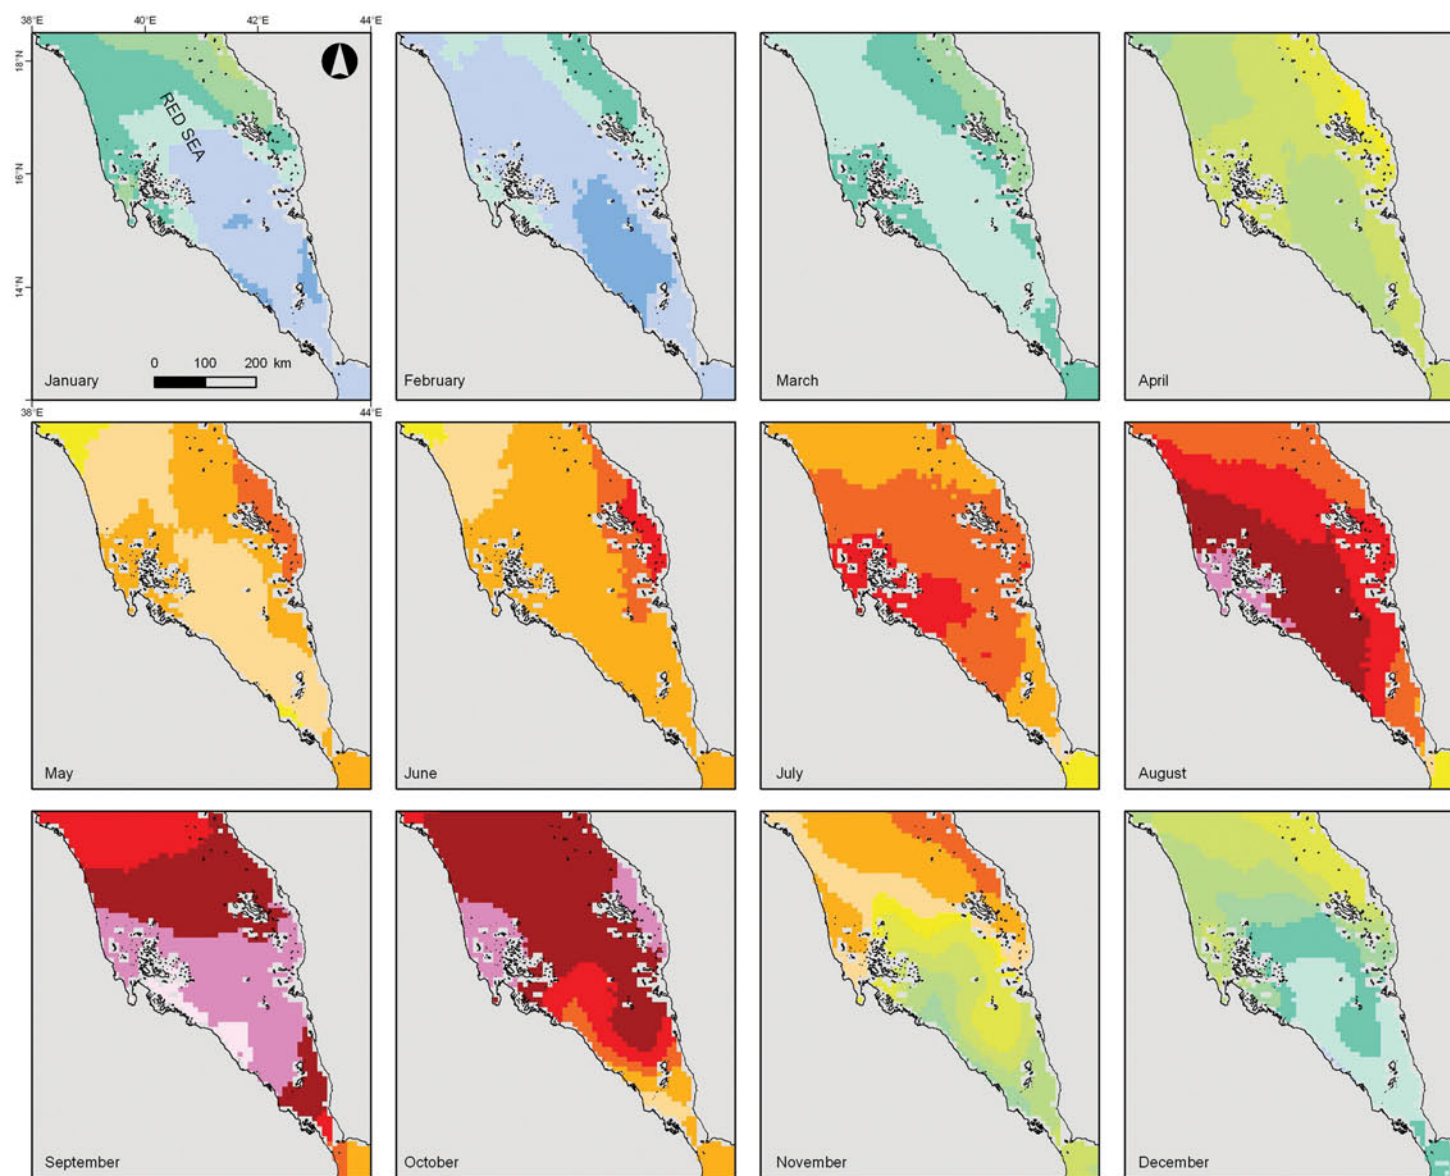 38°E 40°E 42°E 44°E
18°N
16°N
14°N
RED SEA
0 100 200 km
January
February
March
April
38°E 44°E
May
June
July
August
September
October
November
December